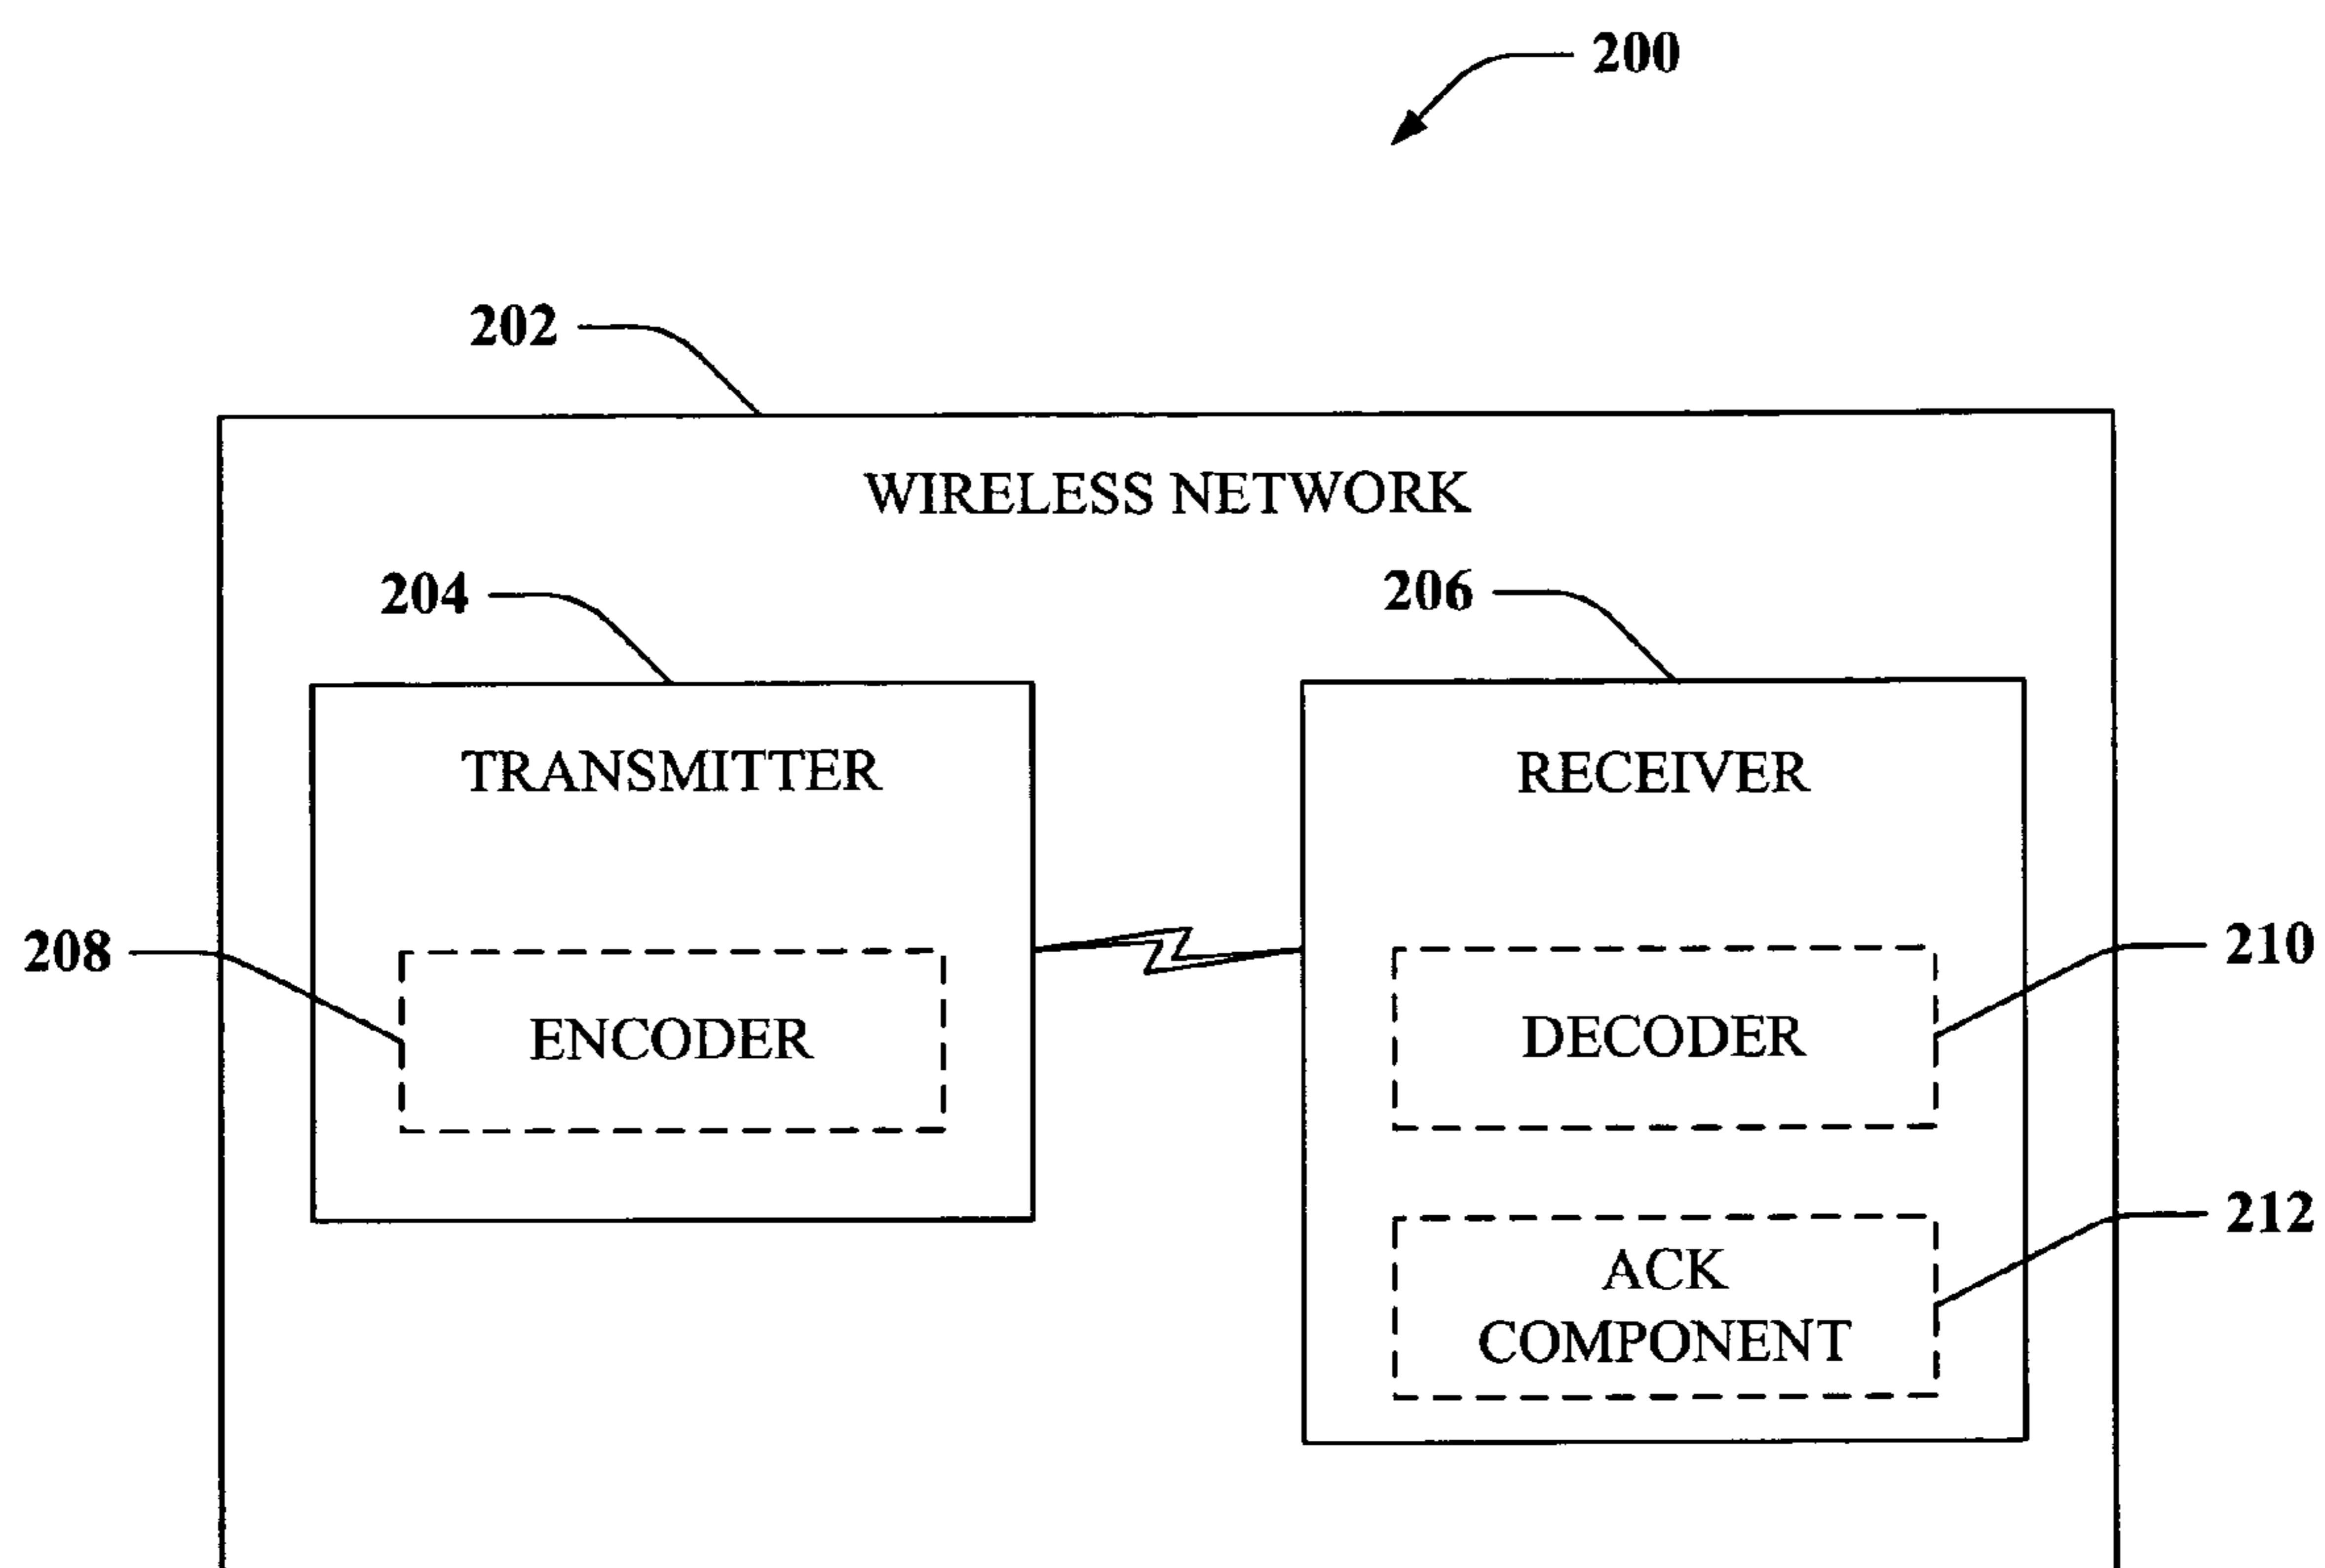 200
202
WIRELESS NETWORK
204
206
TRANSMITTER
RECEIVER
208
210
ENCODER
DECODER
212
ACK
COMPONENT